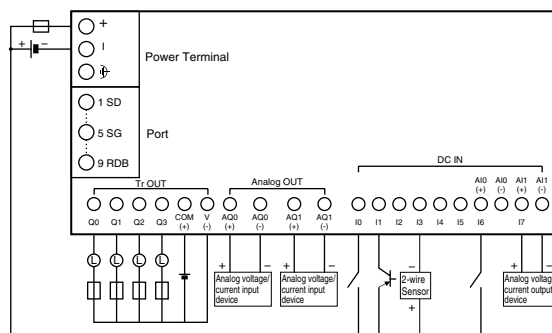 +
+ −
−
Power Terminal
1 SD
5 SG
Port
9 RDB
DC IN
Tr OUT
Analog OUT
AI0 (+)
AI0 (-)
AI1 (+)
AI1 (-)
Q0 Q1 Q2 Q3 COM (+) V (-) AQ0 (+) AQ0 (-) AQ1 (+) AQ1 (-) I0 I1 I2 I3 I4 I5 I6 I7
L L L L
+ − + − − + −
Analog voltage/
current input
device
Analog voltage/
current input
device
2-wire
Sensor
+
Analog voltage/
current output
device